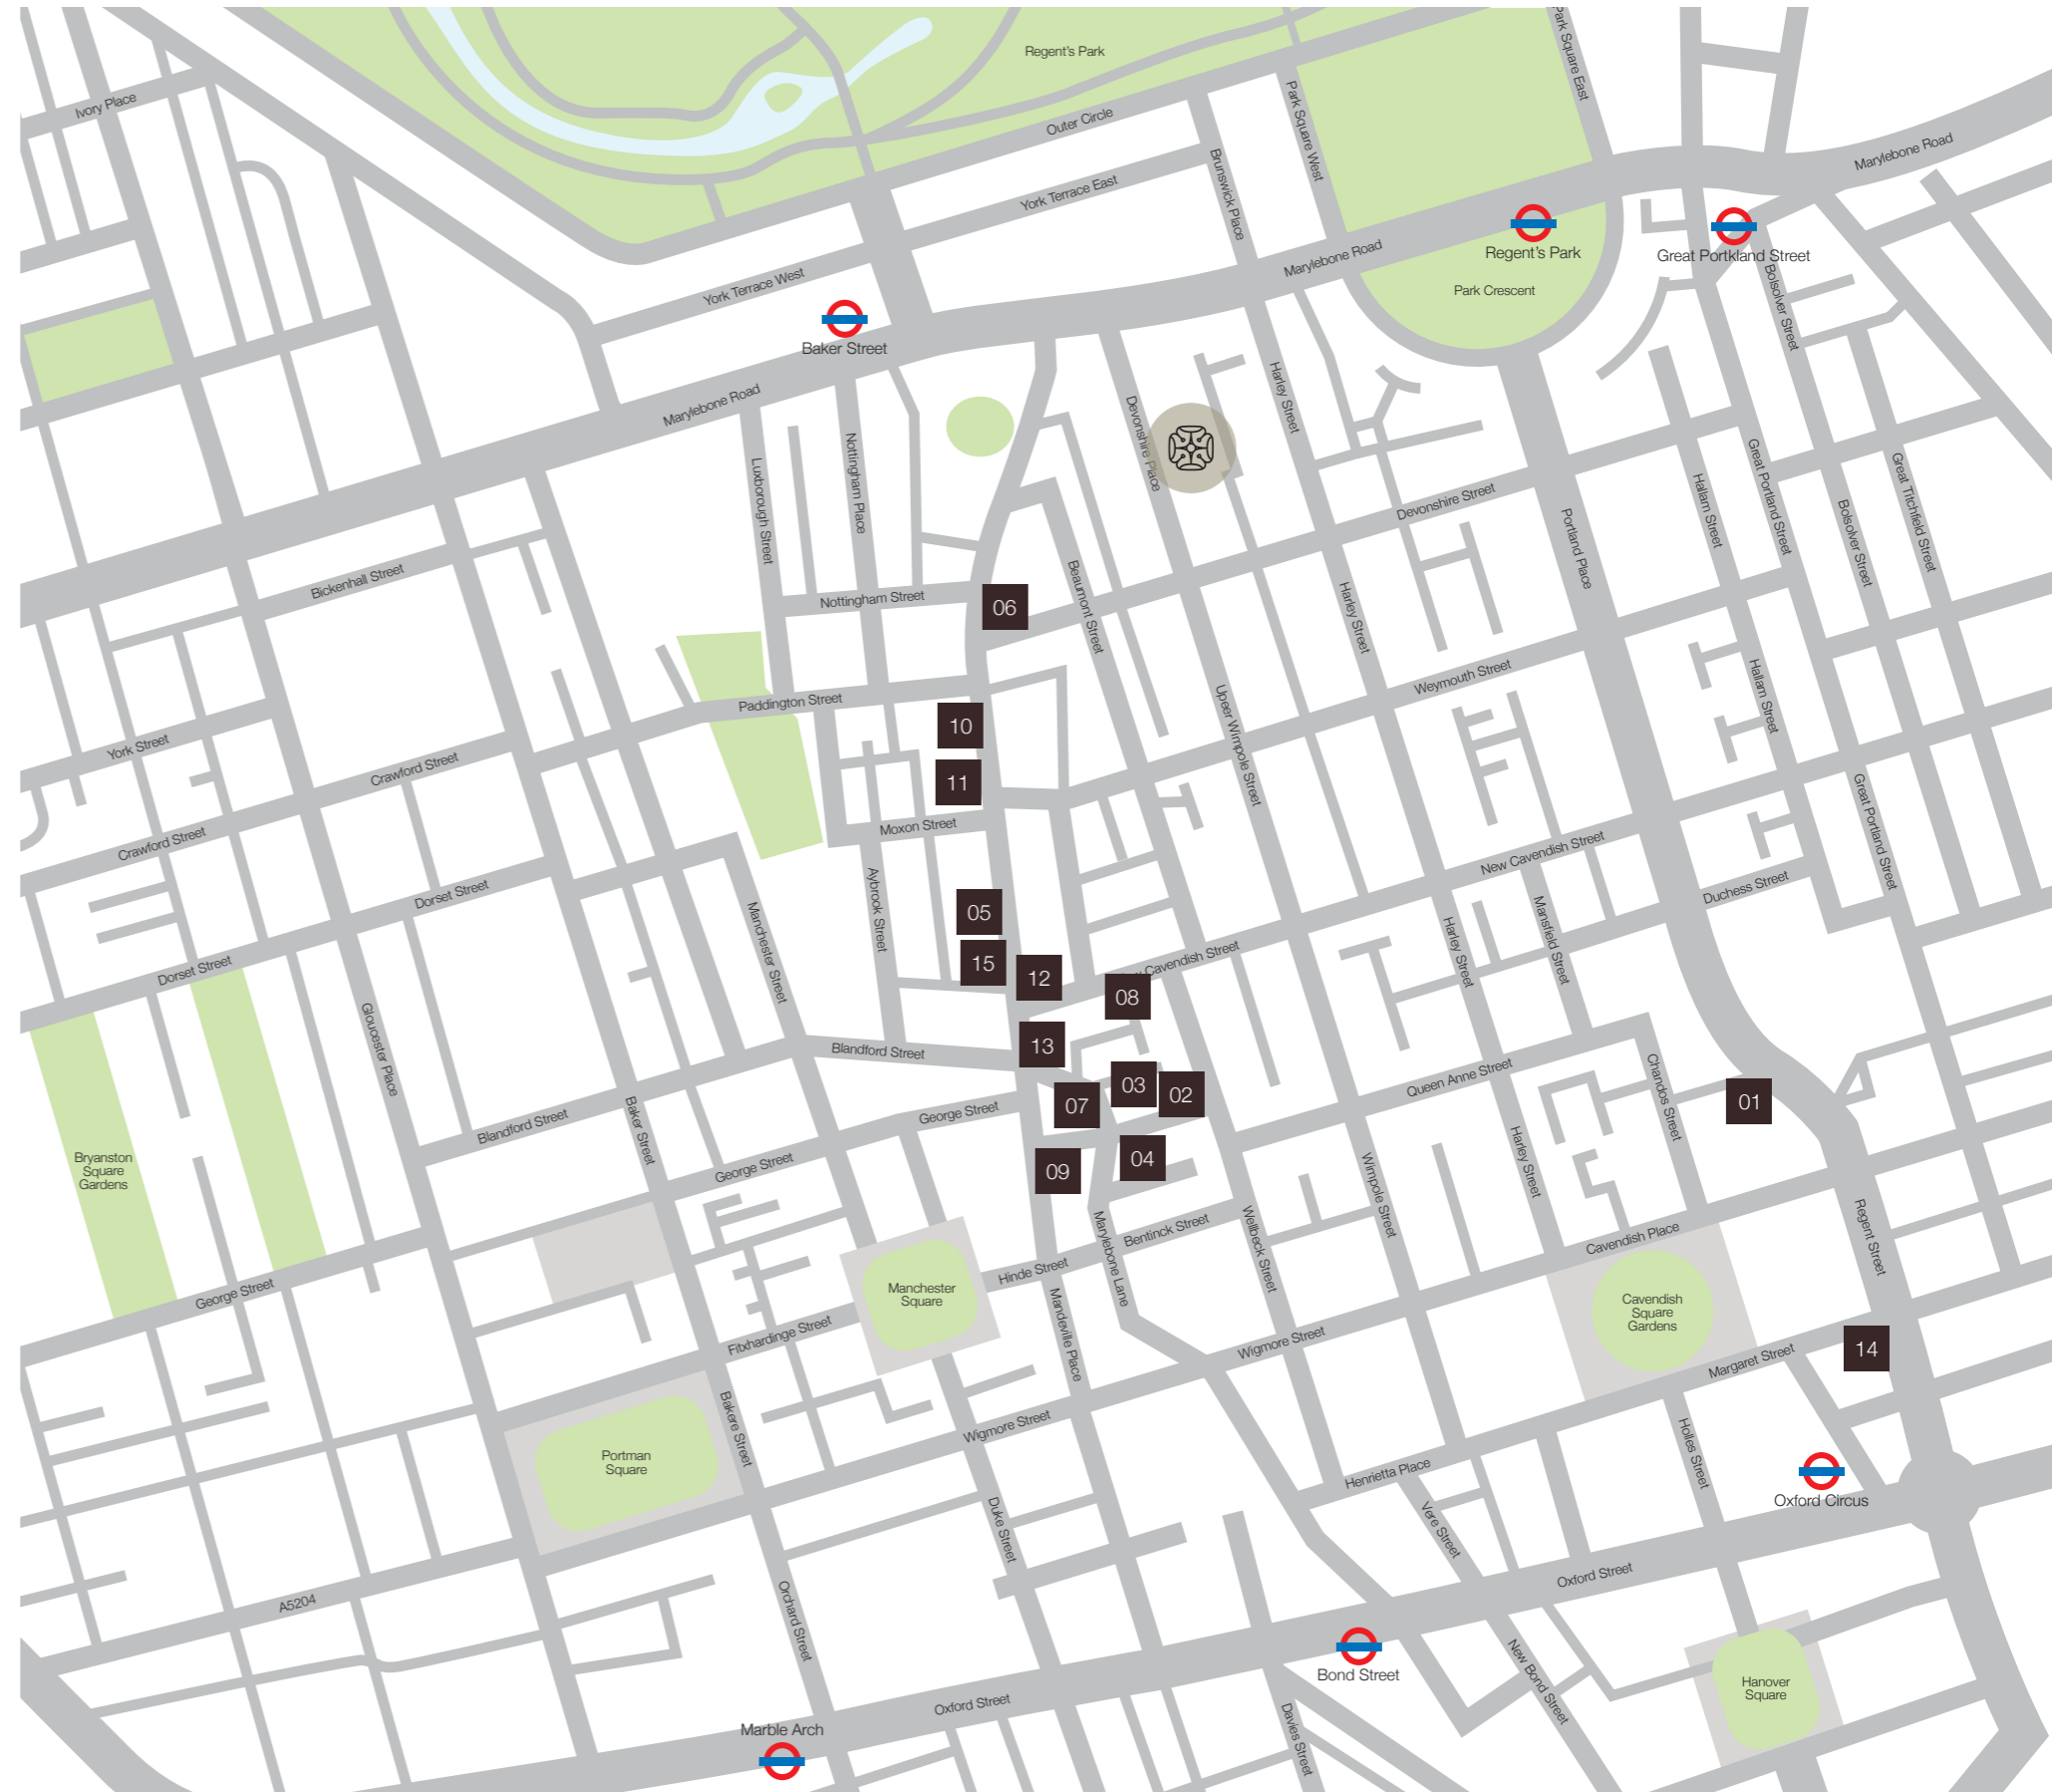 Regent's Park
Park Square East
Ivory Place
Outer Circle
Park Square West
Marylebone Road
Brunswick Place
York Terrace East
Regent's Park
Great Portkland Street
Marylebone Road
York Terrace West
Park Crescent
Bolsolver Street
Baker Street
Marylebone Road
Devonshire Place
Harley Street
Luxborough Street
Nottingham Place
Devonshire Street
Portland Place
Hallam Street
Great Portland Street
Bolsolver Street
Great Titchfield Street
Bickenhall Street
Nottingham Street
06
Beaumont Street
Harley Street
Weymouth Street
Hallam Street
Paddington Street
York Street
10
Upeer Wimpole Street
Crawford Street
11
Crawford Street
Moxon Street
New Cavendish Street
Great Portland Street
Dorset Street
Duchess Street
Aybrook Street
05
Manchester Street
Harley Street
Mansfield Street
Dorset Street
15
12
Cavendish Street
08
Gloucester Place
Blandford Street
13
Queen Anne Street
Chandos Street
03
02
07
01
George Street
Blandford Street
Baker Street
Bryanston
Square
Gardens
George Street
09
04
Harley Street
Wimpole Street
Marylebone Lane
Bentinck Street
Wellbeck Street
Cavendish Place
Regent Street
George Street
Hinde Street
Manchester
Square
Mandeville Place
Cavendish
Square
Gardens
Fitxhardinge Street
Wigmore Street
14
Margaret Street
Bakere Street
Wigmore Street
Portman
Square
Henrietta Place
Holles Street
Oxford Circus
Duke Street
Vere Street
Oxford Street
A5204
Orchard Street
Bond Street
New Bond Street
Hanover
Square
Oxford Street
Davies Street
Marble Arch